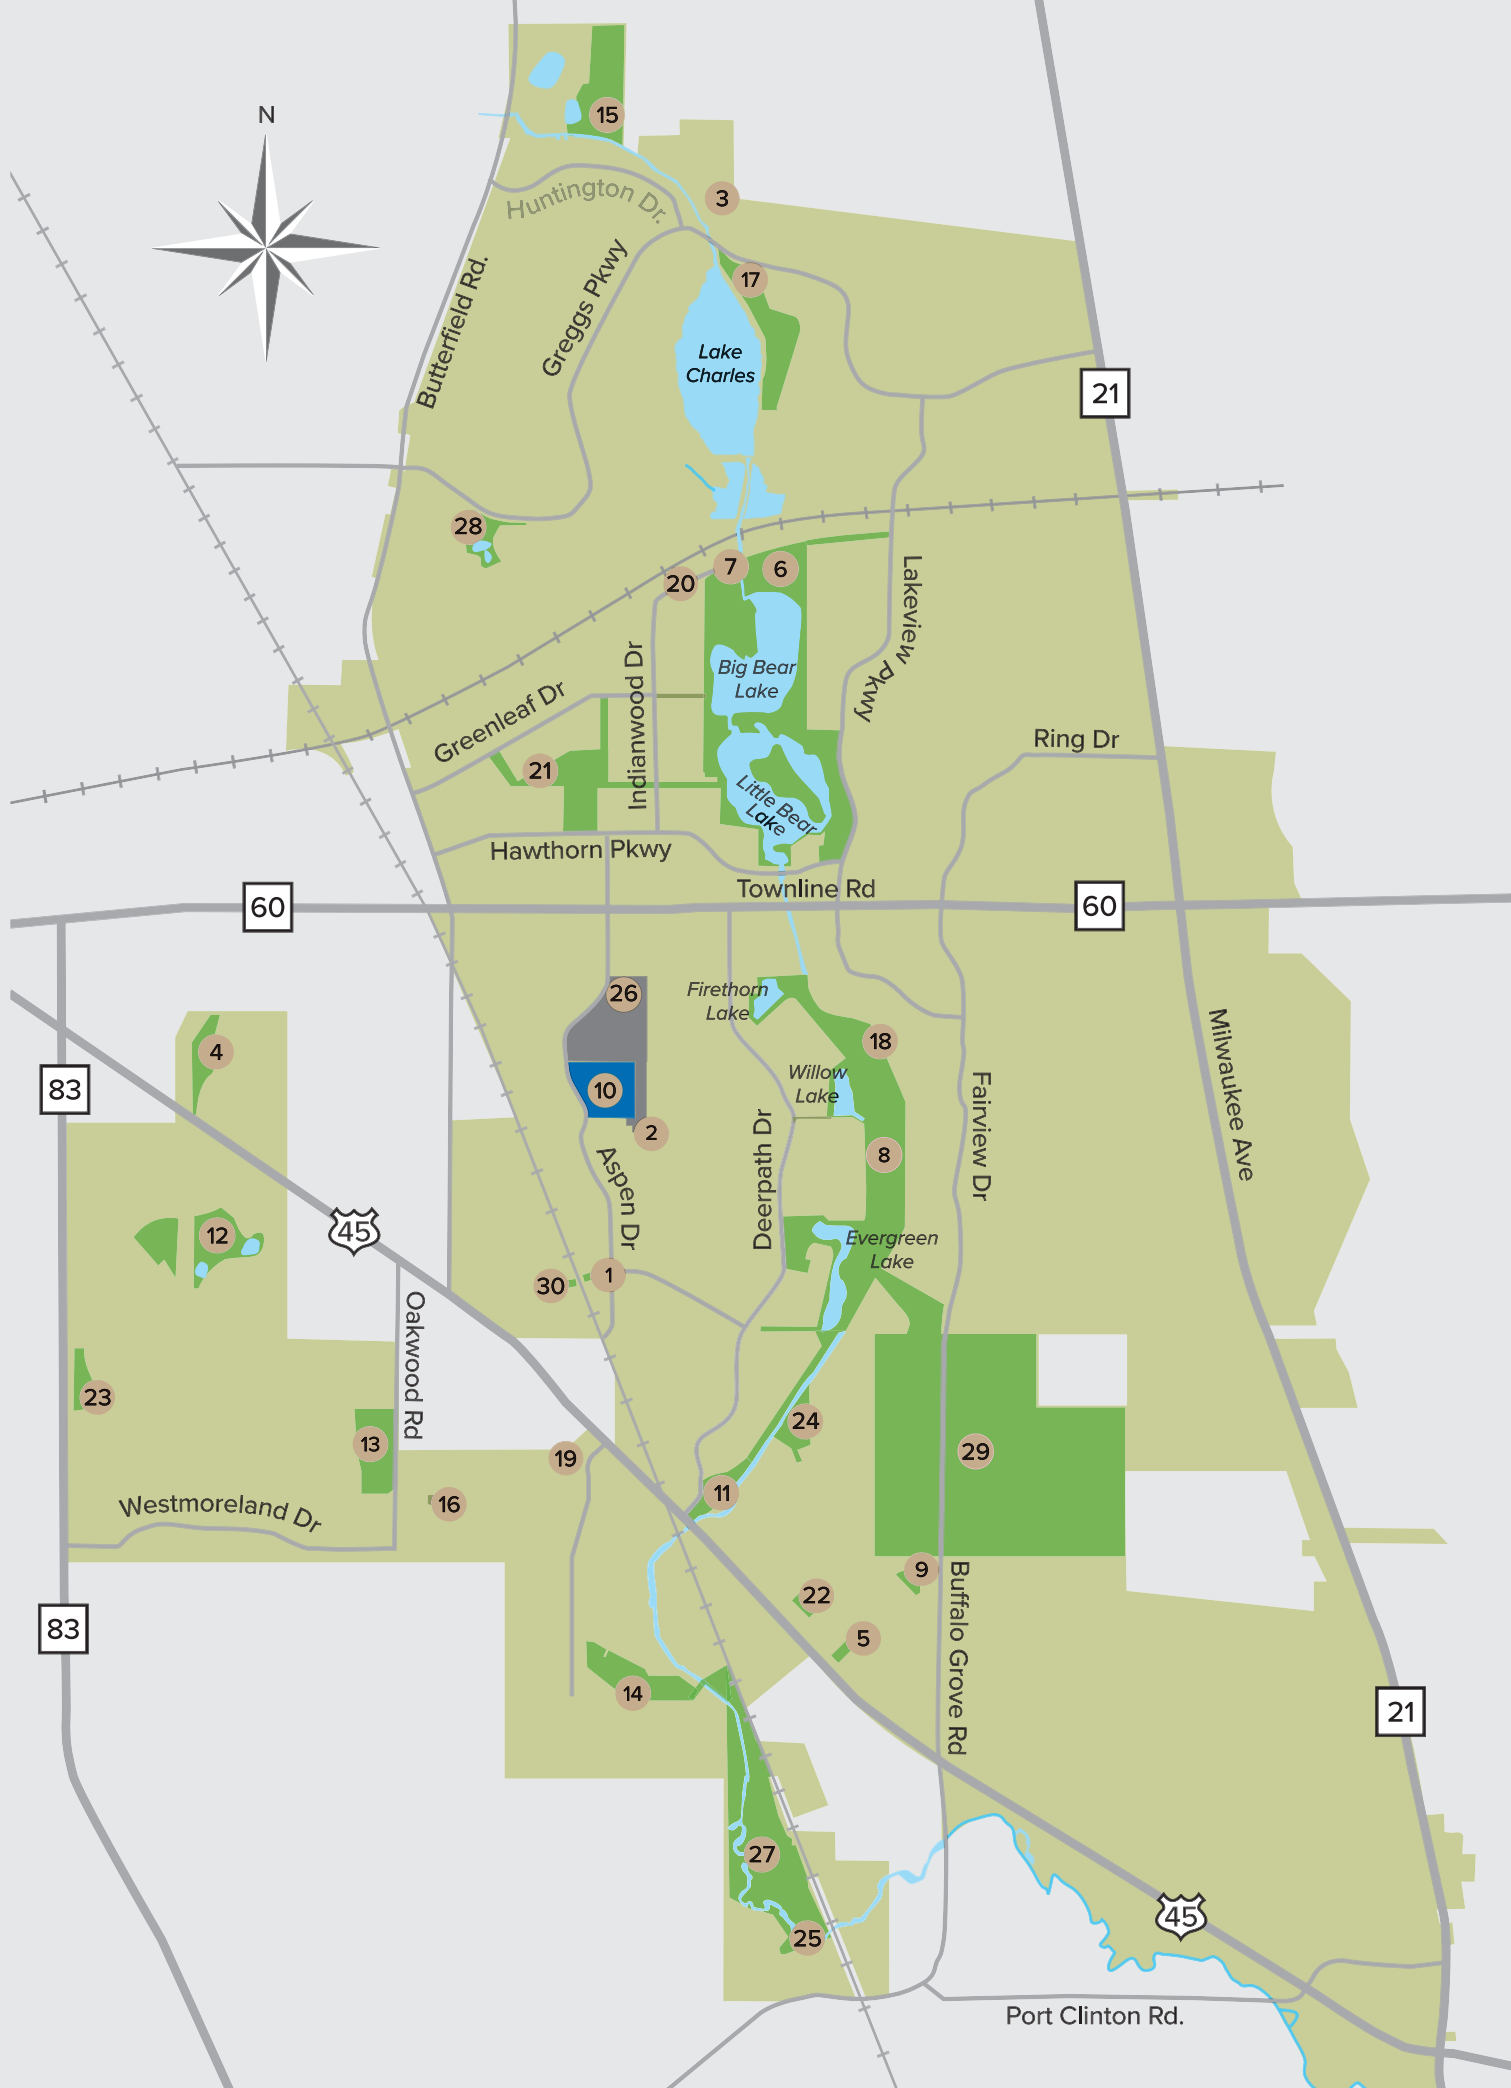 N
15
3
Huntington Dr.
Greggs Pkwy
Butterfield Rd.
17
Lake
Charles
21
28
7
6
20
Lakeview Pkwy
Big Bear
Lake
Indianwood Dr
Greenleaf Dr
Ring Dr
21
Little Bear
Lake
Hawthorn Pkwy
Townline Rd
60
60
26
Firethorn
Lake
18
4
Willow
Lake
10
83
2
Milwaukee Ave
Fairview Dr
Deerpath Dr
8
Aspen Dr
12
45
Evergreen
Lake
30
1
Oakwood Rd
23
13
24
19
29
11
16
Westmoreland Dr
9
22
83
5
Buffalo Grove Rd
14
21
27
45
25
Port Clinton Rd.